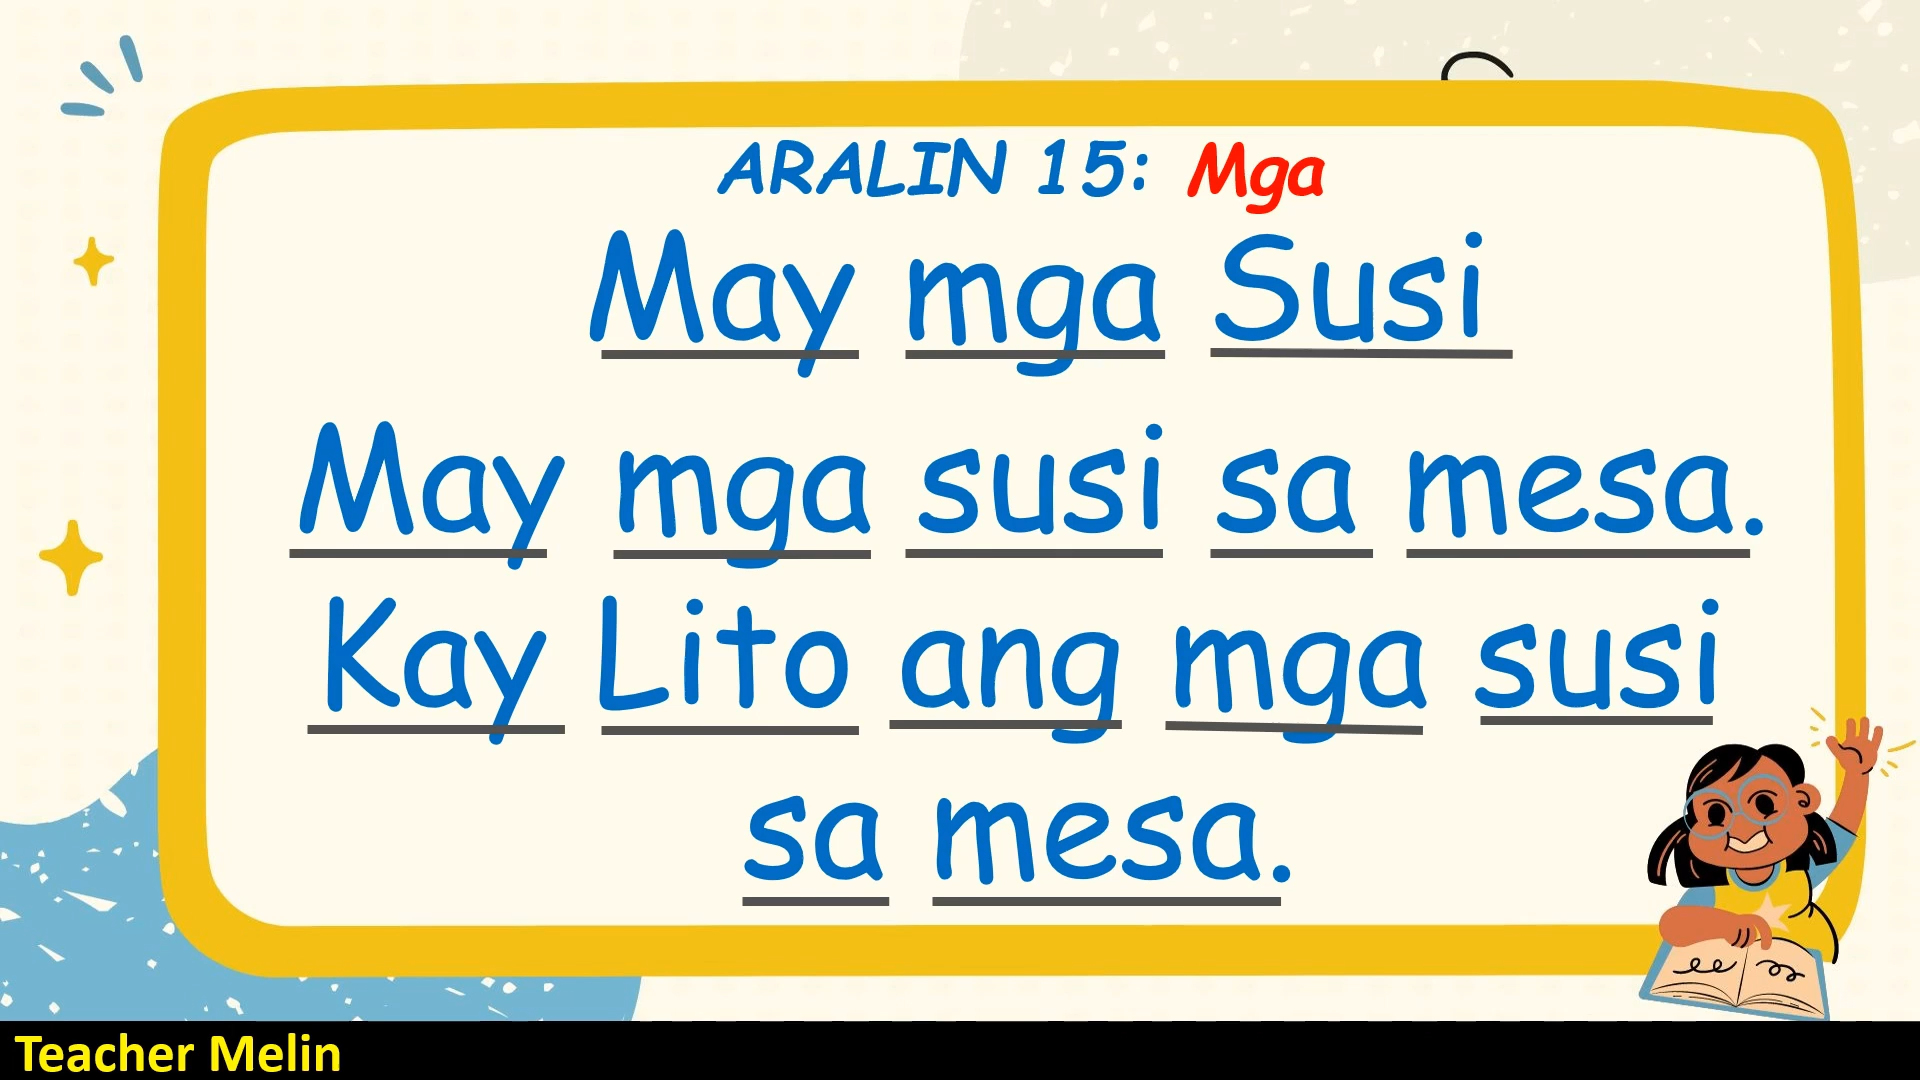 ARALIN 15: Mga
May mga Susi
May mga susi sa mesa.
Kay Lito ang mga susi
sa mesa.
Teacher Melin